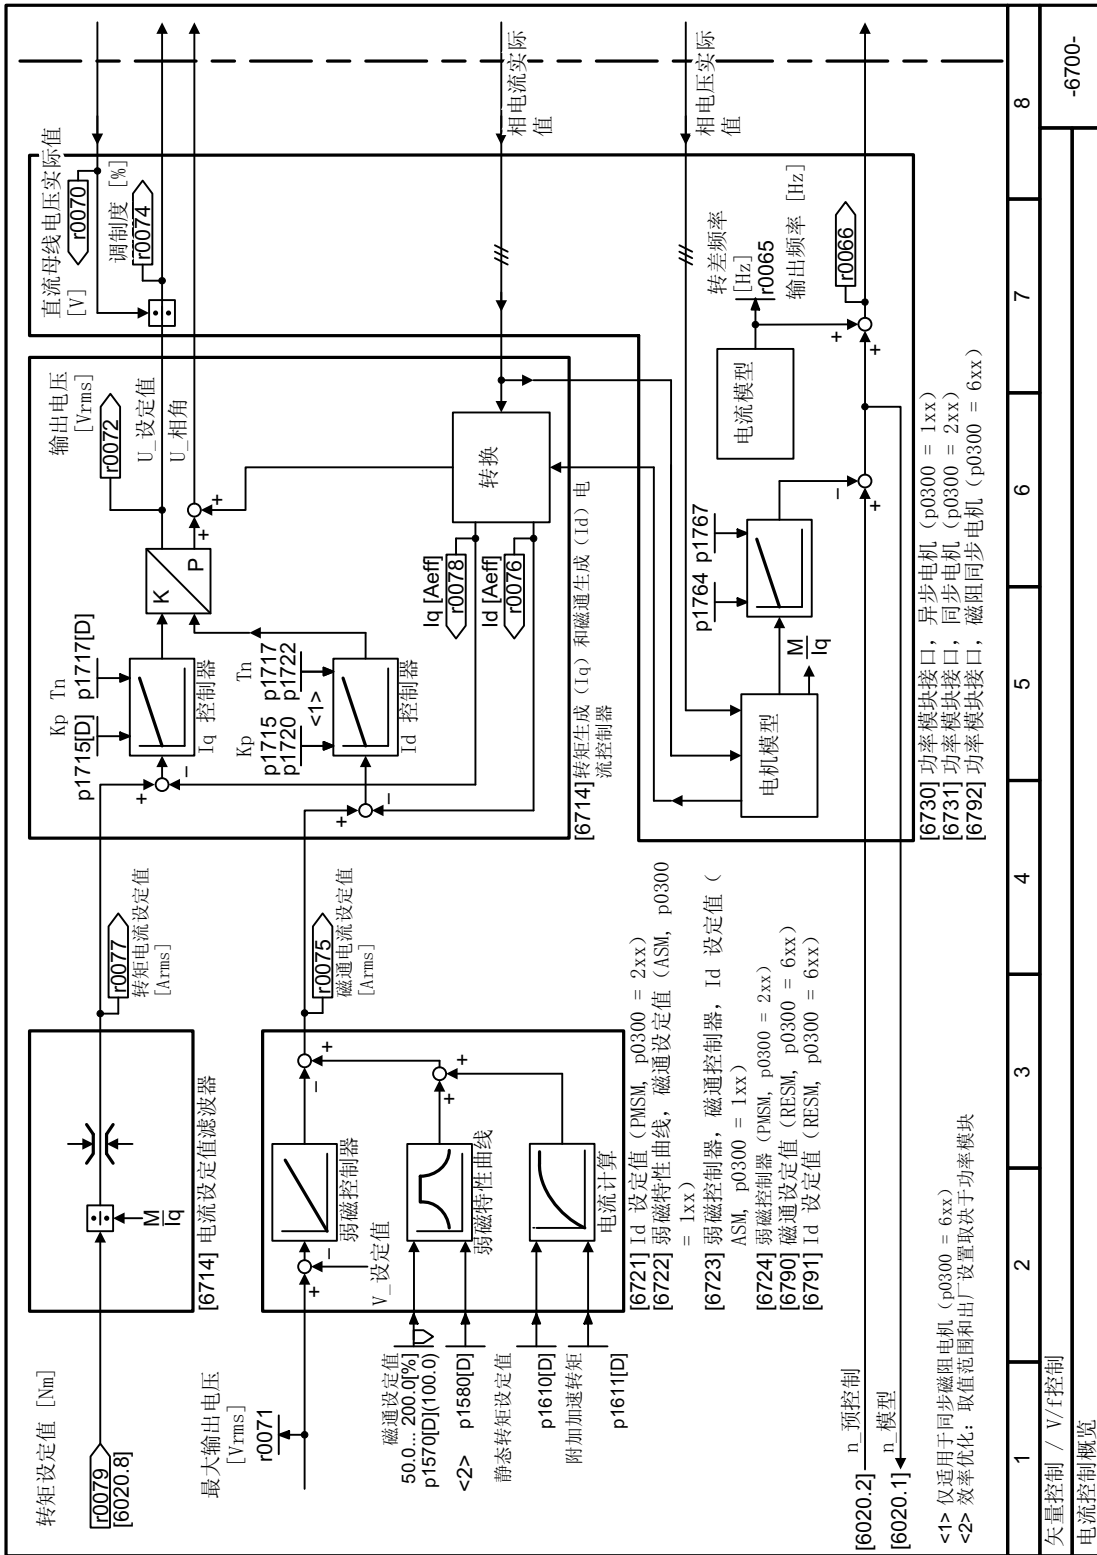 转矩设定值 [Nm]
r0079
[6020.8]
M
Iq
[6714] 电流设定值滤波器
r0077
转矩电流设定值
[Arms]
Kp Tn
p1715[D]
p1717[D]
Iq 控制器
K
P
输出电压
[Vrms]
r0072
U_设定值
U_相角
直流母线电压实际值
[V]
r0070
调制度 [%]
r0074
最大输出电压
[Vrms]
r0071
V_设定值
弱磁控制器
磁通设定值
50.0... 200.0[%]
p1570[D](100.0)
<2> p1580[D]
弱磁特性曲线
静态转矩设定值
p1610[D]
附加加速转矩
p1611[D]
电流计算
r0075
磁通电流设定值
[Arms]
Kp Tn
p1715 p1717
p1720 p1722
<1>
Id 控制器
Iq [Aeff]
r0078
Id [Aeff]
r0076
转换
相电流实际
值
[6714] 转矩生成（Iq）和磁通生成（Id）电
流控制器
[6721] Id 设定值（PMSM, p0300 = 2xx）
[6722] 弱磁特性曲线, 磁通设定值（ASM, p0300
= 1xx）
[6723] 弱磁控制器, 磁通控制器, Id 设定值（
ASM, p0300 = 1xx）
[6724] 弱磁控制器（PMSM, p0300 = 2xx）
[6790] 磁通设定值（RESM, p0300 = 6xx）
[6791] Id 设定值（RESM, p0300 = 6xx）
相电压实际
值
电机模型
M
Iq
p1764 p1767
电流模型
转差频率
[Hz]
r0065
输出频率 [Hz]
r0066
[6020.2] n_预控制
[6020.1] n_模型
[6730] 功率模块接口, 异步电机（p0300 = 1xx）
[6731] 功率模块接口, 同步电机（p0300 = 2xx）
[6792] 功率模块接口, 磁阻同步电机（p0300 = 6xx）
<1> 仅适用于同步磁阻电机（p0300 = 6xx）
<2> 效率优化: 取值范围和出厂设置取决于功率模块
1 2 3 4 5 6 7 8
矢量控制 / V/f控制
电流控制概览
-6700-